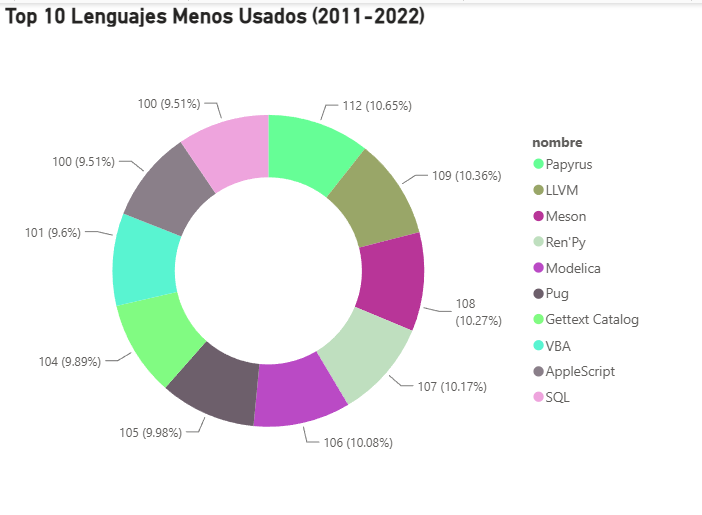 Top 10 Lenguajes Menos Usados (2011-2022)
100 (9.51%)
112 (10.65%)
100 (9.51%)
109 (10.36%)
101 (9.6%)
108
(10.27%)
104 (9.89%)
107 (10.17%)
105 (9.98%)
106 (10.08%)
nombre
Papyrus
LLVM
Meson
Ren'Py
Modelica
Pug
Gettext Catalog
VBA
AppleScript
SQL